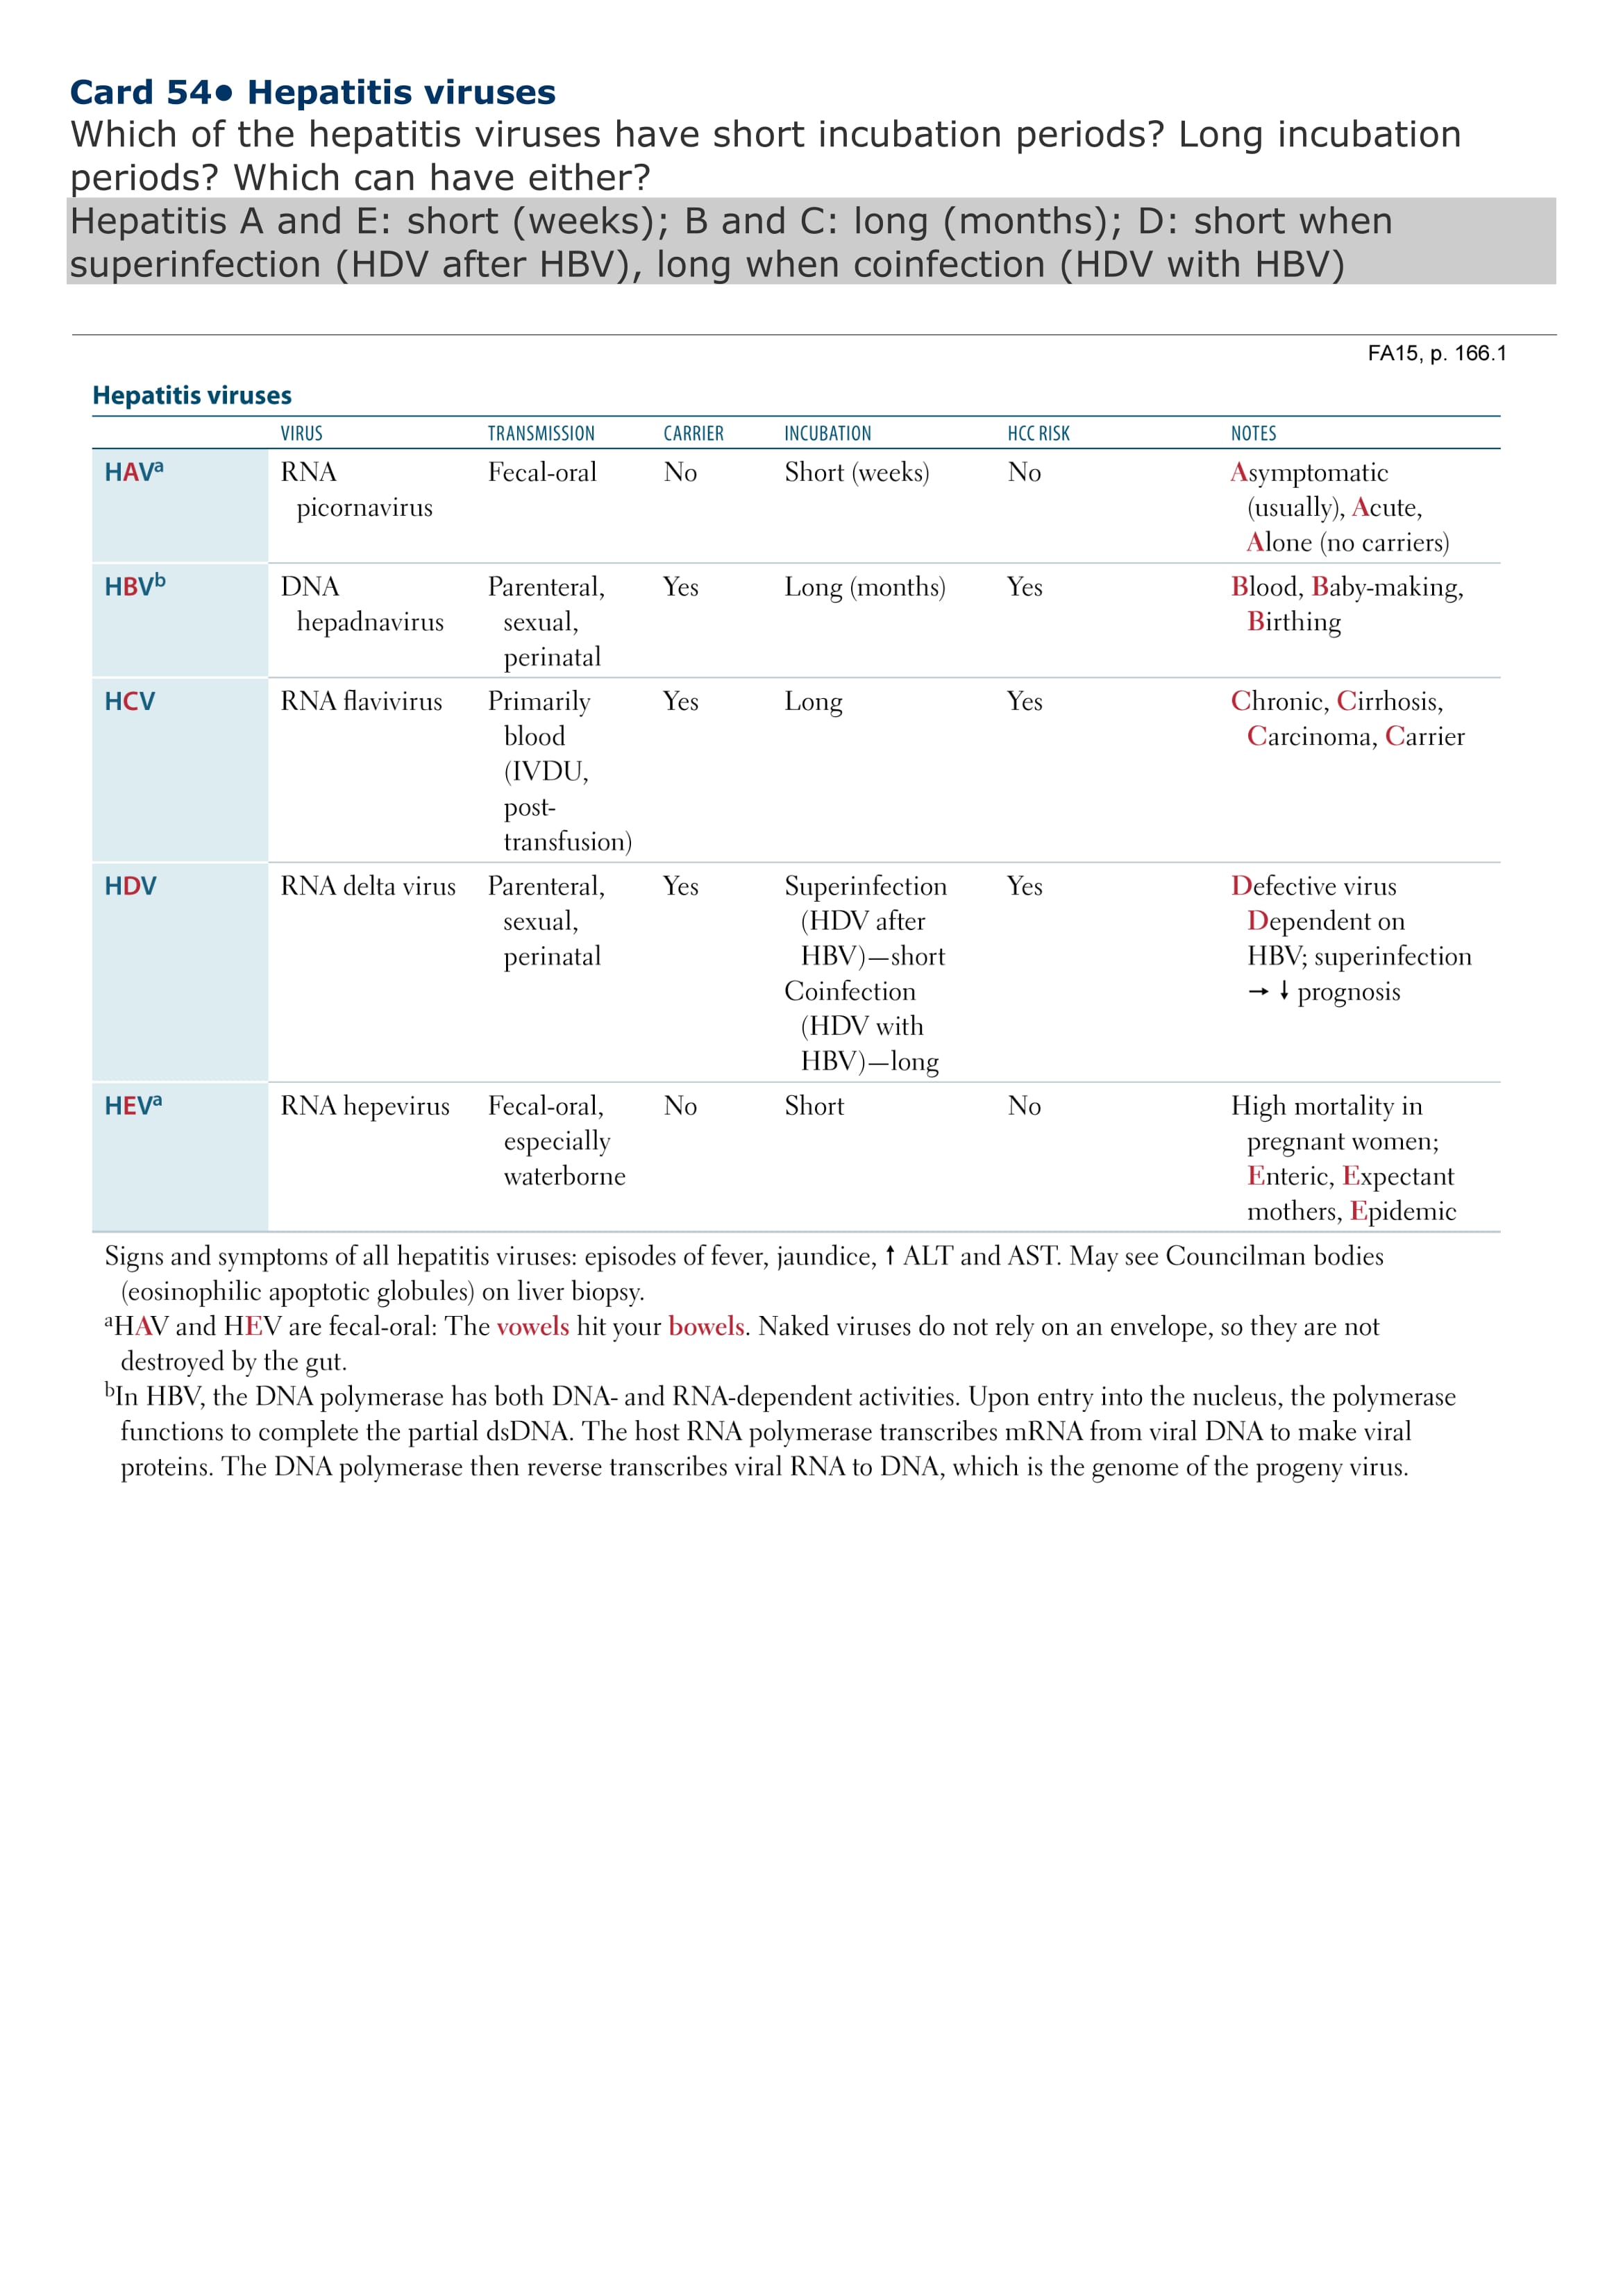 Card 54● Hepatitis viruses
Which of the hepatitis viruses have short incubation periods? Long incubation
periods? Which can have either?
Hepatitis A and E: short (weeks); B and C: long (months); D: short when
superinfection (HDV after HBV), long when coinfection (HDV with HBV)
FA15, p. 166.1
Hepatitis viruses
VIRUS TRANSMISSION CARRIER INCUBATION HCC RISK NOTES
HAVᵃ RNA Fecal-oral No Short (weeks) No Asymptomatic
picornavirus (usually), Acute,
Alone (no carriers)
HBVᵇ DNA Parenteral, Yes Long (months) Yes Blood, Baby-making,
hepadnavirus sexual, Birthing
perinatal
HCV RNA flavivirus Primarily Yes Long Yes Chronic, Cirrhosis,
blood Carcinoma, Carrier
(IVDU,
post-
transfusion)
HDV RNA delta virus Parenteral, Yes Superinfection Yes Defective virus
sexual, (HDV after Dependent on
perinatal HBV)—short HBV; superinfection
Coinfection → ↓ prognosis
(HDV with
HBV)—long
HEVᵃ RNA hepevirus Fecal-oral, No Short No High mortality in
especially pregnant women;
waterborne Enteric, Expectant
mothers, Epidemic
Signs and symptoms of all hepatitis viruses: episodes of fever, jaundice, ↑ ALT and AST. May see Councilman bodies
(eosinophilic apoptotic globules) on liver biopsy.
ᵃHAV and HEV are fecal-oral: The vowels hit your bowels. Naked viruses do not rely on an envelope, so they are not
destroyed by the gut.
ᵇIn HBV, the DNA polymerase has both DNA- and RNA-dependent activities. Upon entry into the nucleus, the polymerase
functions to complete the partial dsDNA. The host RNA polymerase transcribes mRNA from viral DNA to make viral
proteins. The DNA polymerase then reverse transcribes viral RNA to DNA, which is the genome of the progeny virus.